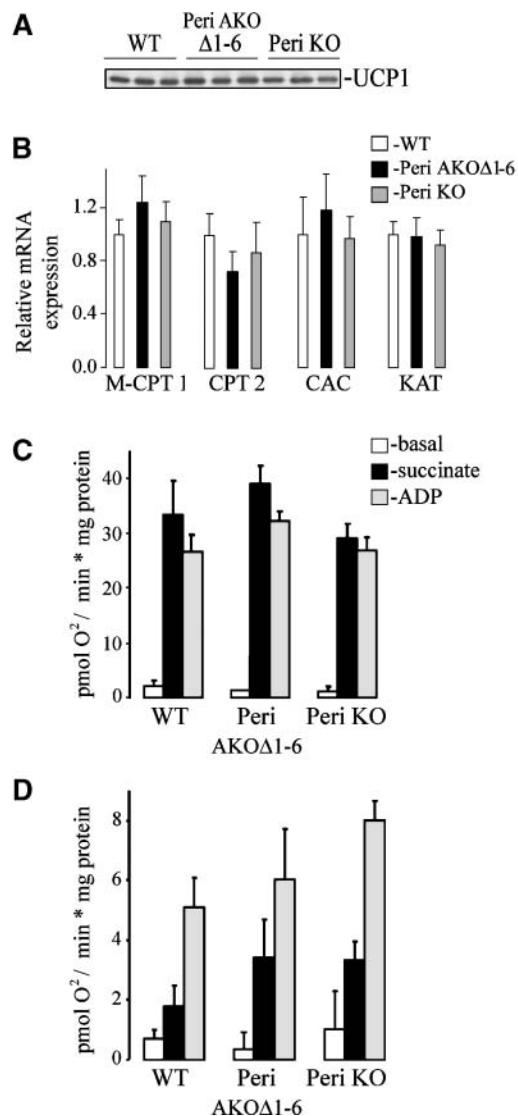 A
WT
Peri AKO
Δ1-6
Peri KO
-UCP1
B
-WT
-Peri AKOΔ1-6
-Peri KO
Relative mRNA
expression
1.2
0.8
0.4
0.0
M-CPT 1
CPT 2
CAC
KAT
C
-basal
-succinate
-ADP
pmol O² / min * mg protein
40
30
20
10
0
WT
Peri
Peri KO
AKOΔ1-6
D
pmol O² / min * mg protein
8
6
4
2
0
WT
Peri
Peri KO
AKOΔ1-6